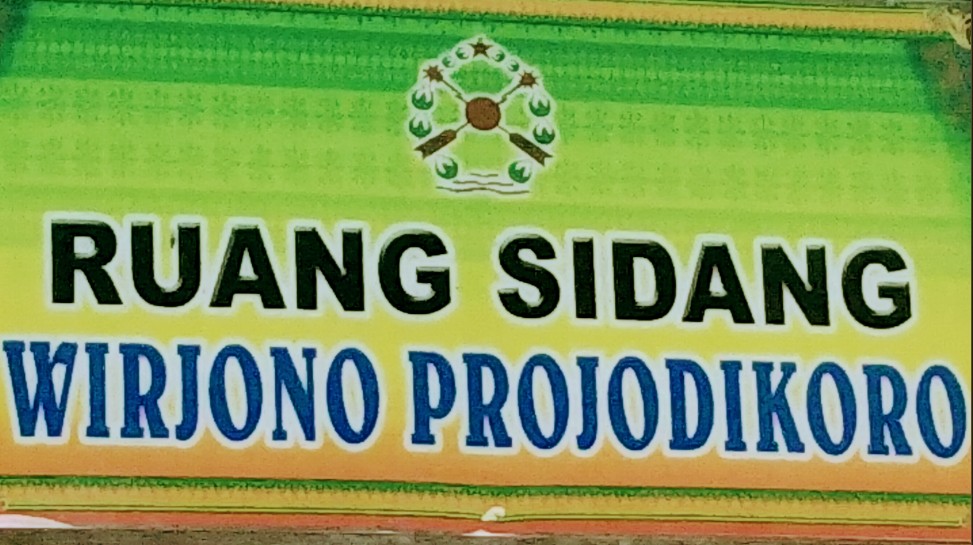 RUANG SIDANG
WIRJONO PROJODIKORO